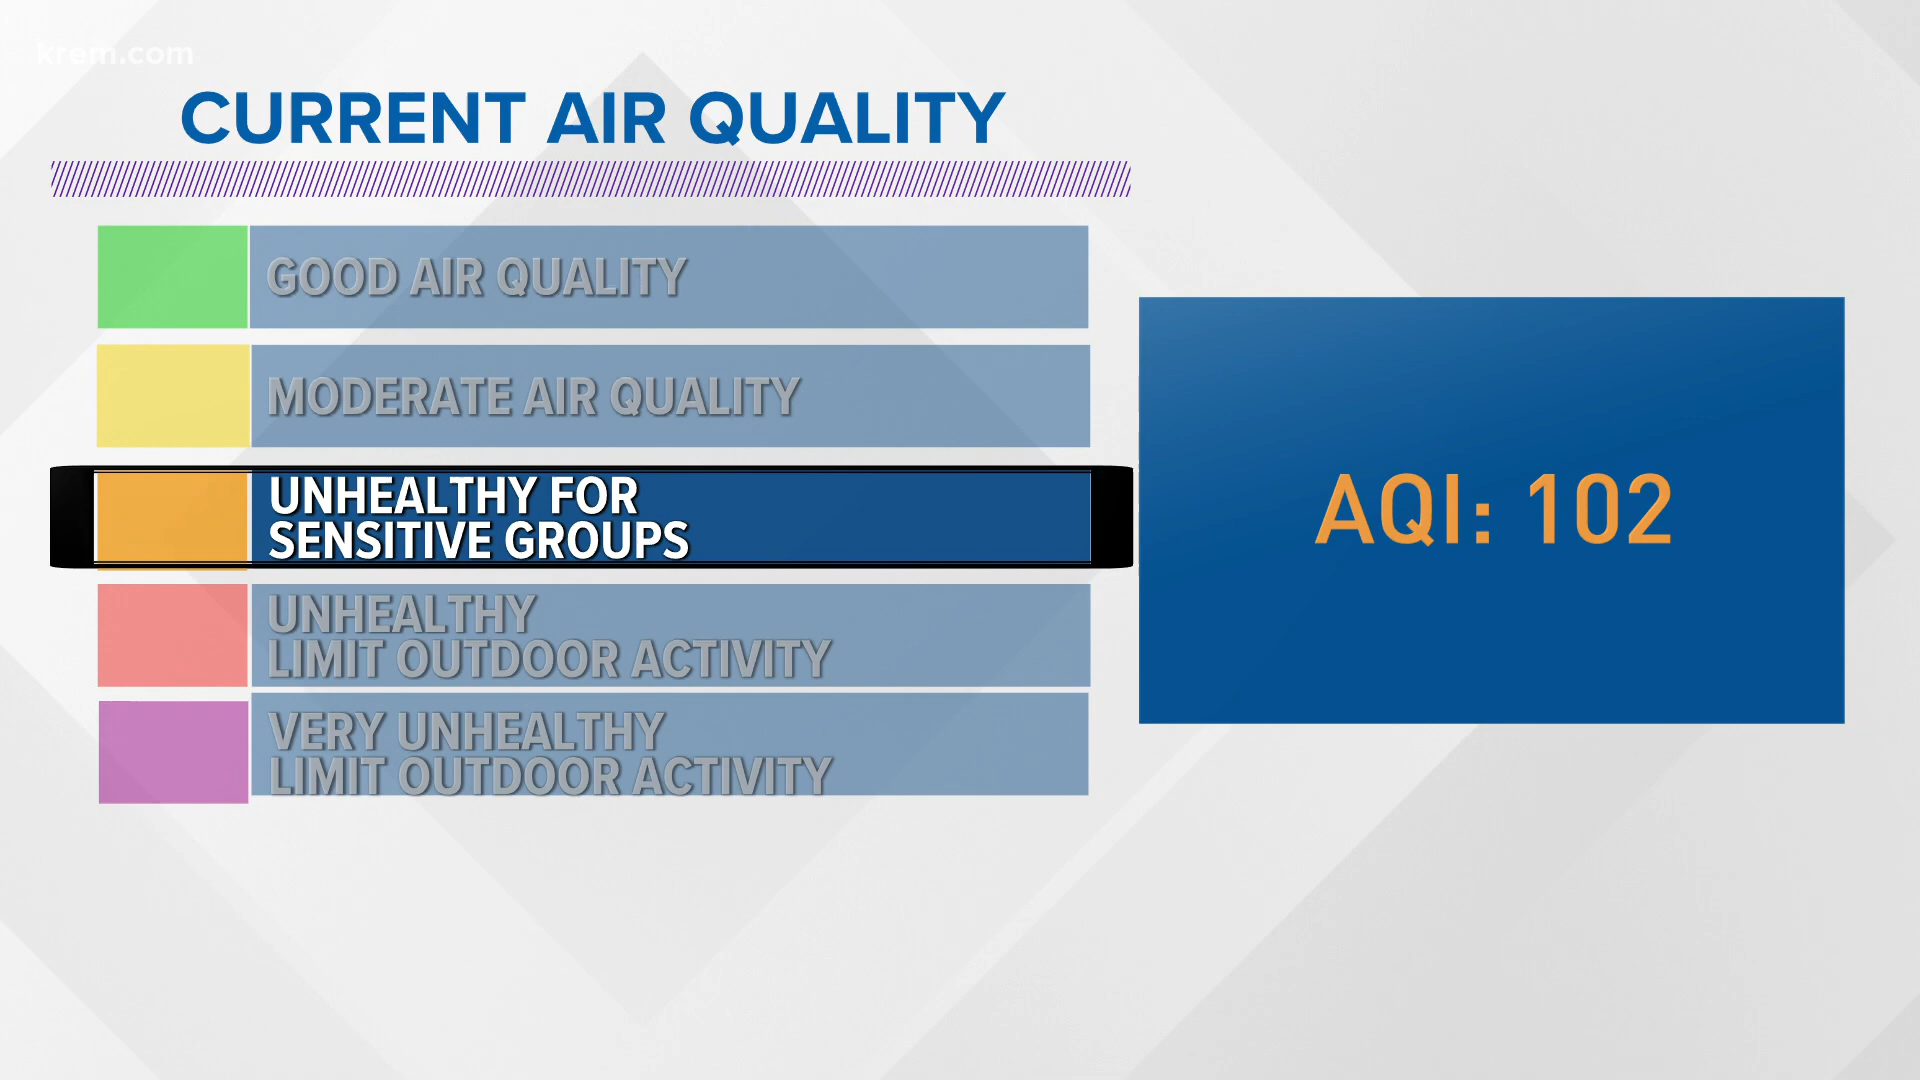 krem.com
CURRENT AIR QUALITY
GOOD AIR QUALITY
MODERATE AIR QUALITY
UNHEALTHY FOR
SENSITIVE GROUPS
UNHEALTHY
LIMIT OUTDOOR ACTIVITY
VERY UNHEALTHY
LIMIT OUTDOOR ACTIVITY
AQI: 102